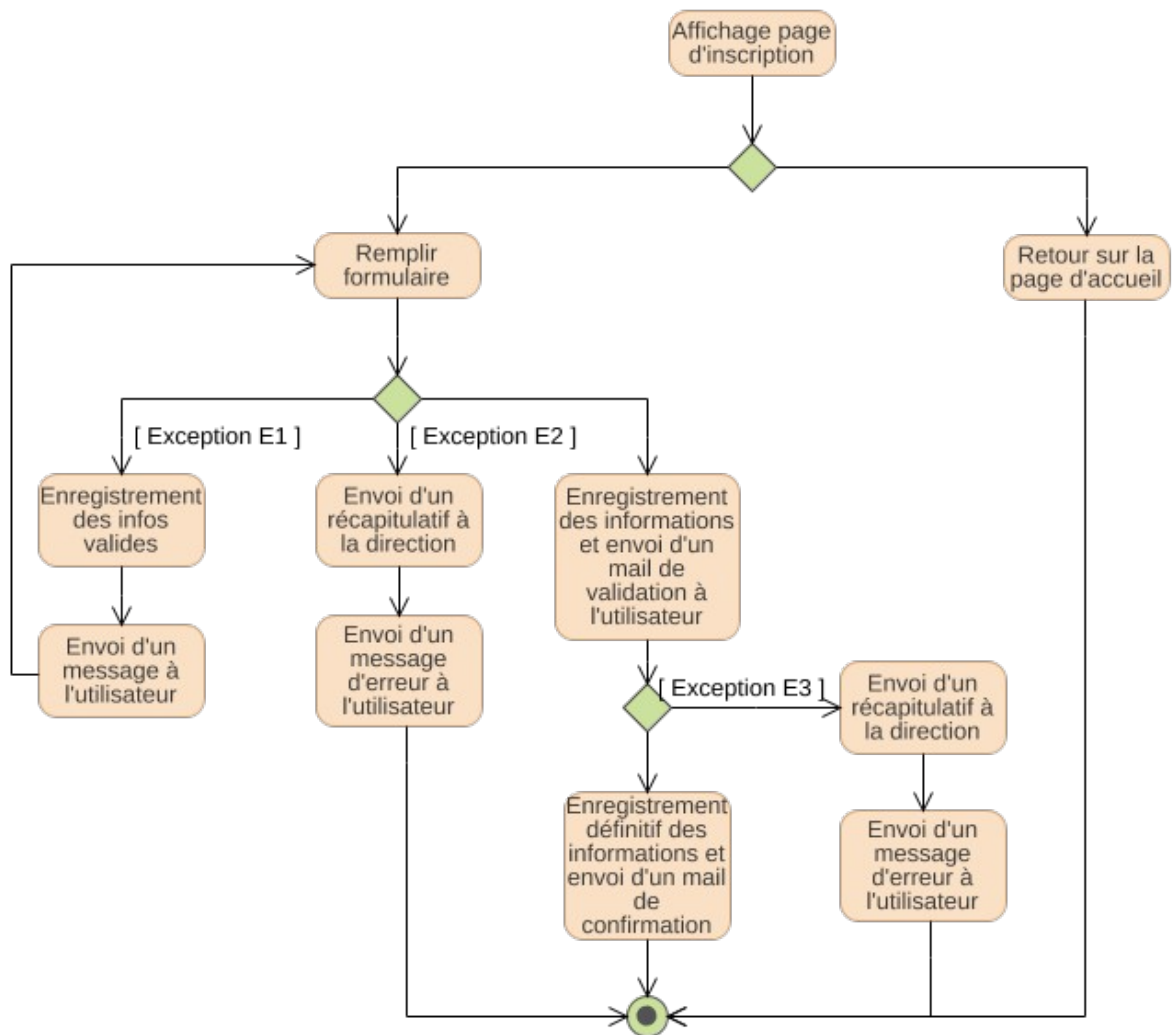 Affichage page
d'inscription
Remplir
formulaire
Retour sur la
page d'accueil
[ Exception E1 ]
[ Exception E2 ]
Enregistrement
des infos
valides
Envoi d'un
récapitulatif à
la direction
Enregistrement
des informations
et envoi d'un
mail de
validation à
l'utilisateur
Envoi d'un
message à
l'utilisateur
Envoi d'un
message
d'erreur à
l'utilisateur
[ Exception E3 ]
Envoi d'un
récapitulatif à
la direction
Enregistrement
définitif des
informations et
envoi d'un mail
de
confirmation
Envoi d'un
message
d'erreur à
l'utilisateur